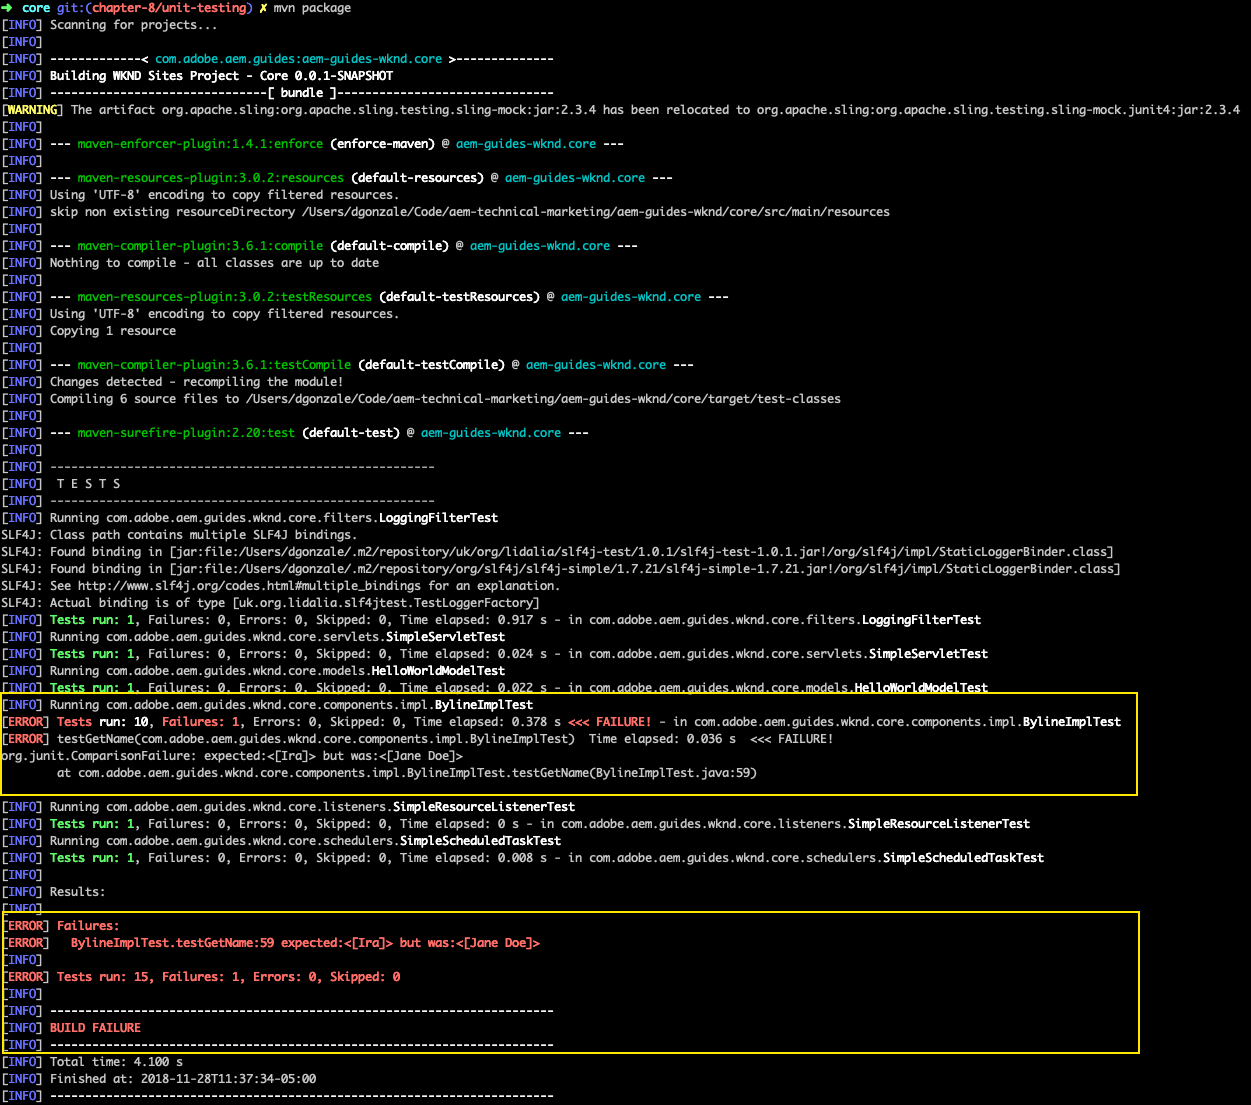 ➜  core git:(chapter-8/unit-testing) ✗ mvn package
[INFO] Scanning for projects...
[INFO]
[INFO] -------------< com.adobe.aem.guides:aem-guides-wknd.core >--------------
[INFO] Building WKND Sites Project - Core 0.0.1-SNAPSHOT
[INFO] -------------------------------[ bundle ]-------------------------------
[WARNING] The artifact org.apache.sling:org.apache.sling.testing.sling-mock:jar:2.3.4 has been relocated to org.apache.sling:org.apache.sling.testing.sling-mock.junit4:jar:2.3.4
[INFO]
[INFO] --- maven-enforcer-plugin:1.4.1:enforce (enforce-maven) @ aem-guides-wknd.core ---
[INFO]
[INFO] --- maven-resources-plugin:3.0.2:resources (default-resources) @ aem-guides-wknd.core ---
[INFO] Using 'UTF-8' encoding to copy filtered resources.
[INFO] skip non existing resourceDirectory /Users/dgonzale/Code/aem-technical-marketing/aem-guides-wknd/core/src/main/resources
[INFO]
[INFO] --- maven-compiler-plugin:3.6.1:compile (default-compile) @ aem-guides-wknd.core ---
[INFO] Nothing to compile - all classes are up to date
[INFO]
[INFO] --- maven-resources-plugin:3.0.2:testResources (default-testResources) @ aem-guides-wknd.core ---
[INFO] Using 'UTF-8' encoding to copy filtered resources.
[INFO] Copying 1 resource
[INFO]
[INFO] --- maven-compiler-plugin:3.6.1:testCompile (default-testCompile) @ aem-guides-wknd.core ---
[INFO] Changes detected - recompiling the module!
[INFO] Compiling 6 source files to /Users/dgonzale/Code/aem-technical-marketing/aem-guides-wknd/core/target/test-classes
[INFO]
[INFO] --- maven-surefire-plugin:2.20:test (default-test) @ aem-guides-wknd.core ---
[INFO]
[INFO] -------------------------------------------------------
[INFO]  T E S T S
[INFO] -------------------------------------------------------
[INFO] Running com.adobe.aem.guides.wknd.core.filters.LoggingFilterTest
SLF4J: Class path contains multiple SLF4J bindings.
SLF4J: Found binding in [jar:file:/Users/dgonzale/.m2/repository/uk/org/lidalia/slf4j-test/1.0.1/slf4j-test-1.0.1.jar!/org/slf4j/impl/StaticLoggerBinder.class]
SLF4J: Found binding in [jar:file:/Users/dgonzale/.m2/repository/org/slf4j/slf4j-simple/1.7.21/slf4j-simple-1.7.21.jar!/org/slf4j/impl/StaticLoggerBinder.class]
SLF4J: See http://www.slf4j.org/codes.html#multiple_bindings for an explanation.
SLF4J: Actual binding is of type [uk.org.lidalia.slf4jtest.TestLoggerFactory]
[INFO] Tests run: 1, Failures: 0, Errors: 0, Skipped: 0, Time elapsed: 0.917 s - in com.adobe.aem.guides.wknd.core.filters.LoggingFilterTest
[INFO] Running com.adobe.aem.guides.wknd.core.servlets.SimpleServletTest
[INFO] Tests run: 1, Failures: 0, Errors: 0, Skipped: 0, Time elapsed: 0.024 s - in com.adobe.aem.guides.wknd.core.servlets.SimpleServletTest
[INFO] Running com.adobe.aem.guides.wknd.core.models.HelloWorldModelTest
[INFO] Tests run: 1, Failures: 0, Errors: 0, Skipped: 0, Time elapsed: 0.022 s - in com.adobe.aem.guides.wknd.core.models.HelloWorldModelTest
[INFO] Running com.adobe.aem.guides.wknd.core.components.impl.BylineImplTest
[ERROR] Tests run: 10, Failures: 1, Errors: 0, Skipped: 0, Time elapsed: 0.378 s <<< FAILURE! - in com.adobe.aem.guides.wknd.core.components.impl.BylineImplTest
[ERROR] testGetName(com.adobe.aem.guides.wknd.core.components.impl.BylineImplTest)  Time elapsed: 0.036 s  <<< FAILURE!
org.junit.ComparisonFailure: expected:<[Ira]> but was:<[Jane Doe]>
        at com.adobe.aem.guides.wknd.core.components.impl.BylineImplTest.testGetName(BylineImplTest.java:59)
[INFO] Running com.adobe.aem.guides.wknd.core.listeners.SimpleResourceListenerTest
[INFO] Tests run: 1, Failures: 0, Errors: 0, Skipped: 0, Time elapsed: 0 s - in com.adobe.aem.guides.wknd.core.listeners.SimpleResourceListenerTest
[INFO] Running com.adobe.aem.guides.wknd.core.schedulers.SimpleScheduledTaskTest
[INFO] Tests run: 1, Failures: 0, Errors: 0, Skipped: 0, Time elapsed: 0.008 s - in com.adobe.aem.guides.wknd.core.schedulers.SimpleScheduledTaskTest
[INFO]
[INFO] Results:
[INFO]
[ERROR] Failures:
[ERROR]   BylineImplTest.testGetName:59 expected:<[Ira]> but was:<[Jane Doe]>
[INFO]
[ERROR] Tests run: 15, Failures: 1, Errors: 0, Skipped: 0
[INFO]
[INFO] ------------------------------------------------------------------------
[INFO] BUILD FAILURE
[INFO] ------------------------------------------------------------------------
[INFO] Total time: 4.100 s
[INFO] Finished at: 2018-11-28T11:37:34-05:00
[INFO] ------------------------------------------------------------------------